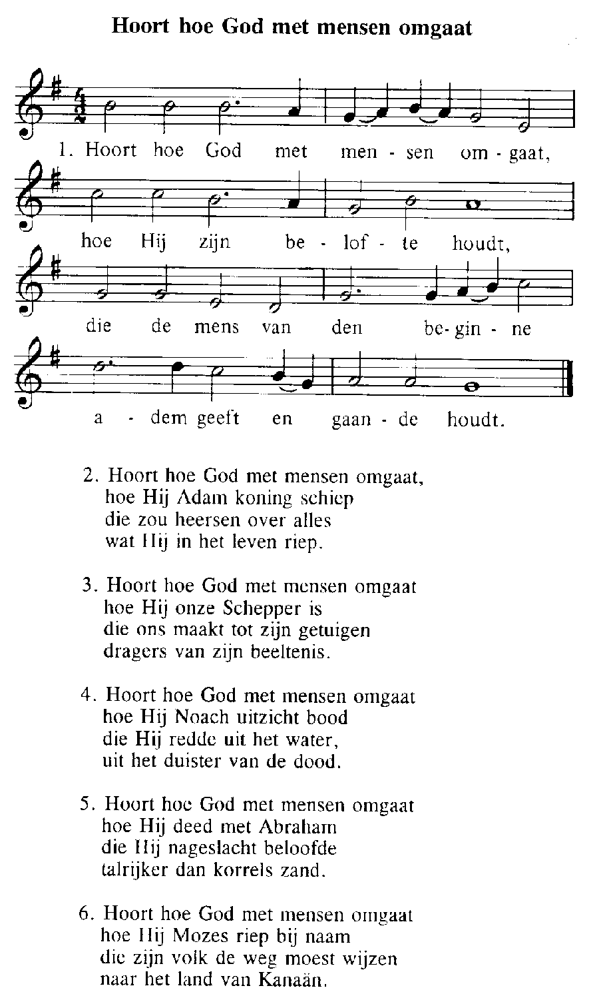 Hoort hoe God met mensen omgaat
4
2
1. Hoort hoe God met men - sen om - gaat,
hoe Hij zijn be - lof - te houdt,
die de mens van den be- gin - ne
a - dem geeft en gaan - de houdt.
2. Hoort hoe God met mensen omgaat,
hoe Hij Adam koning schiep
die zou heersen over alles
wat Hij in het leven riep.
3. Hoort hoe God met mensen omgaat
hoe Hij onze Schepper is
die ons maakt tot zijn getuigen
dragers van zijn beeltenis.
4. Hoort hoe God met mensen omgaat
hoe Hij Noach uitzicht bood
die Hij redde uit het water,
uit het duister van de dood.
5. Hoort hoe God met mensen omgaat
hoe Hij deed met Abraham
die Hij nageslacht beloofde
talrijker dan korrels zand.
6. Hoort hoe God met mensen omgaat
hoe Hij Mozes riep bij naam
die zijn volk de weg moest wijzen
naar het land van Kanaän.